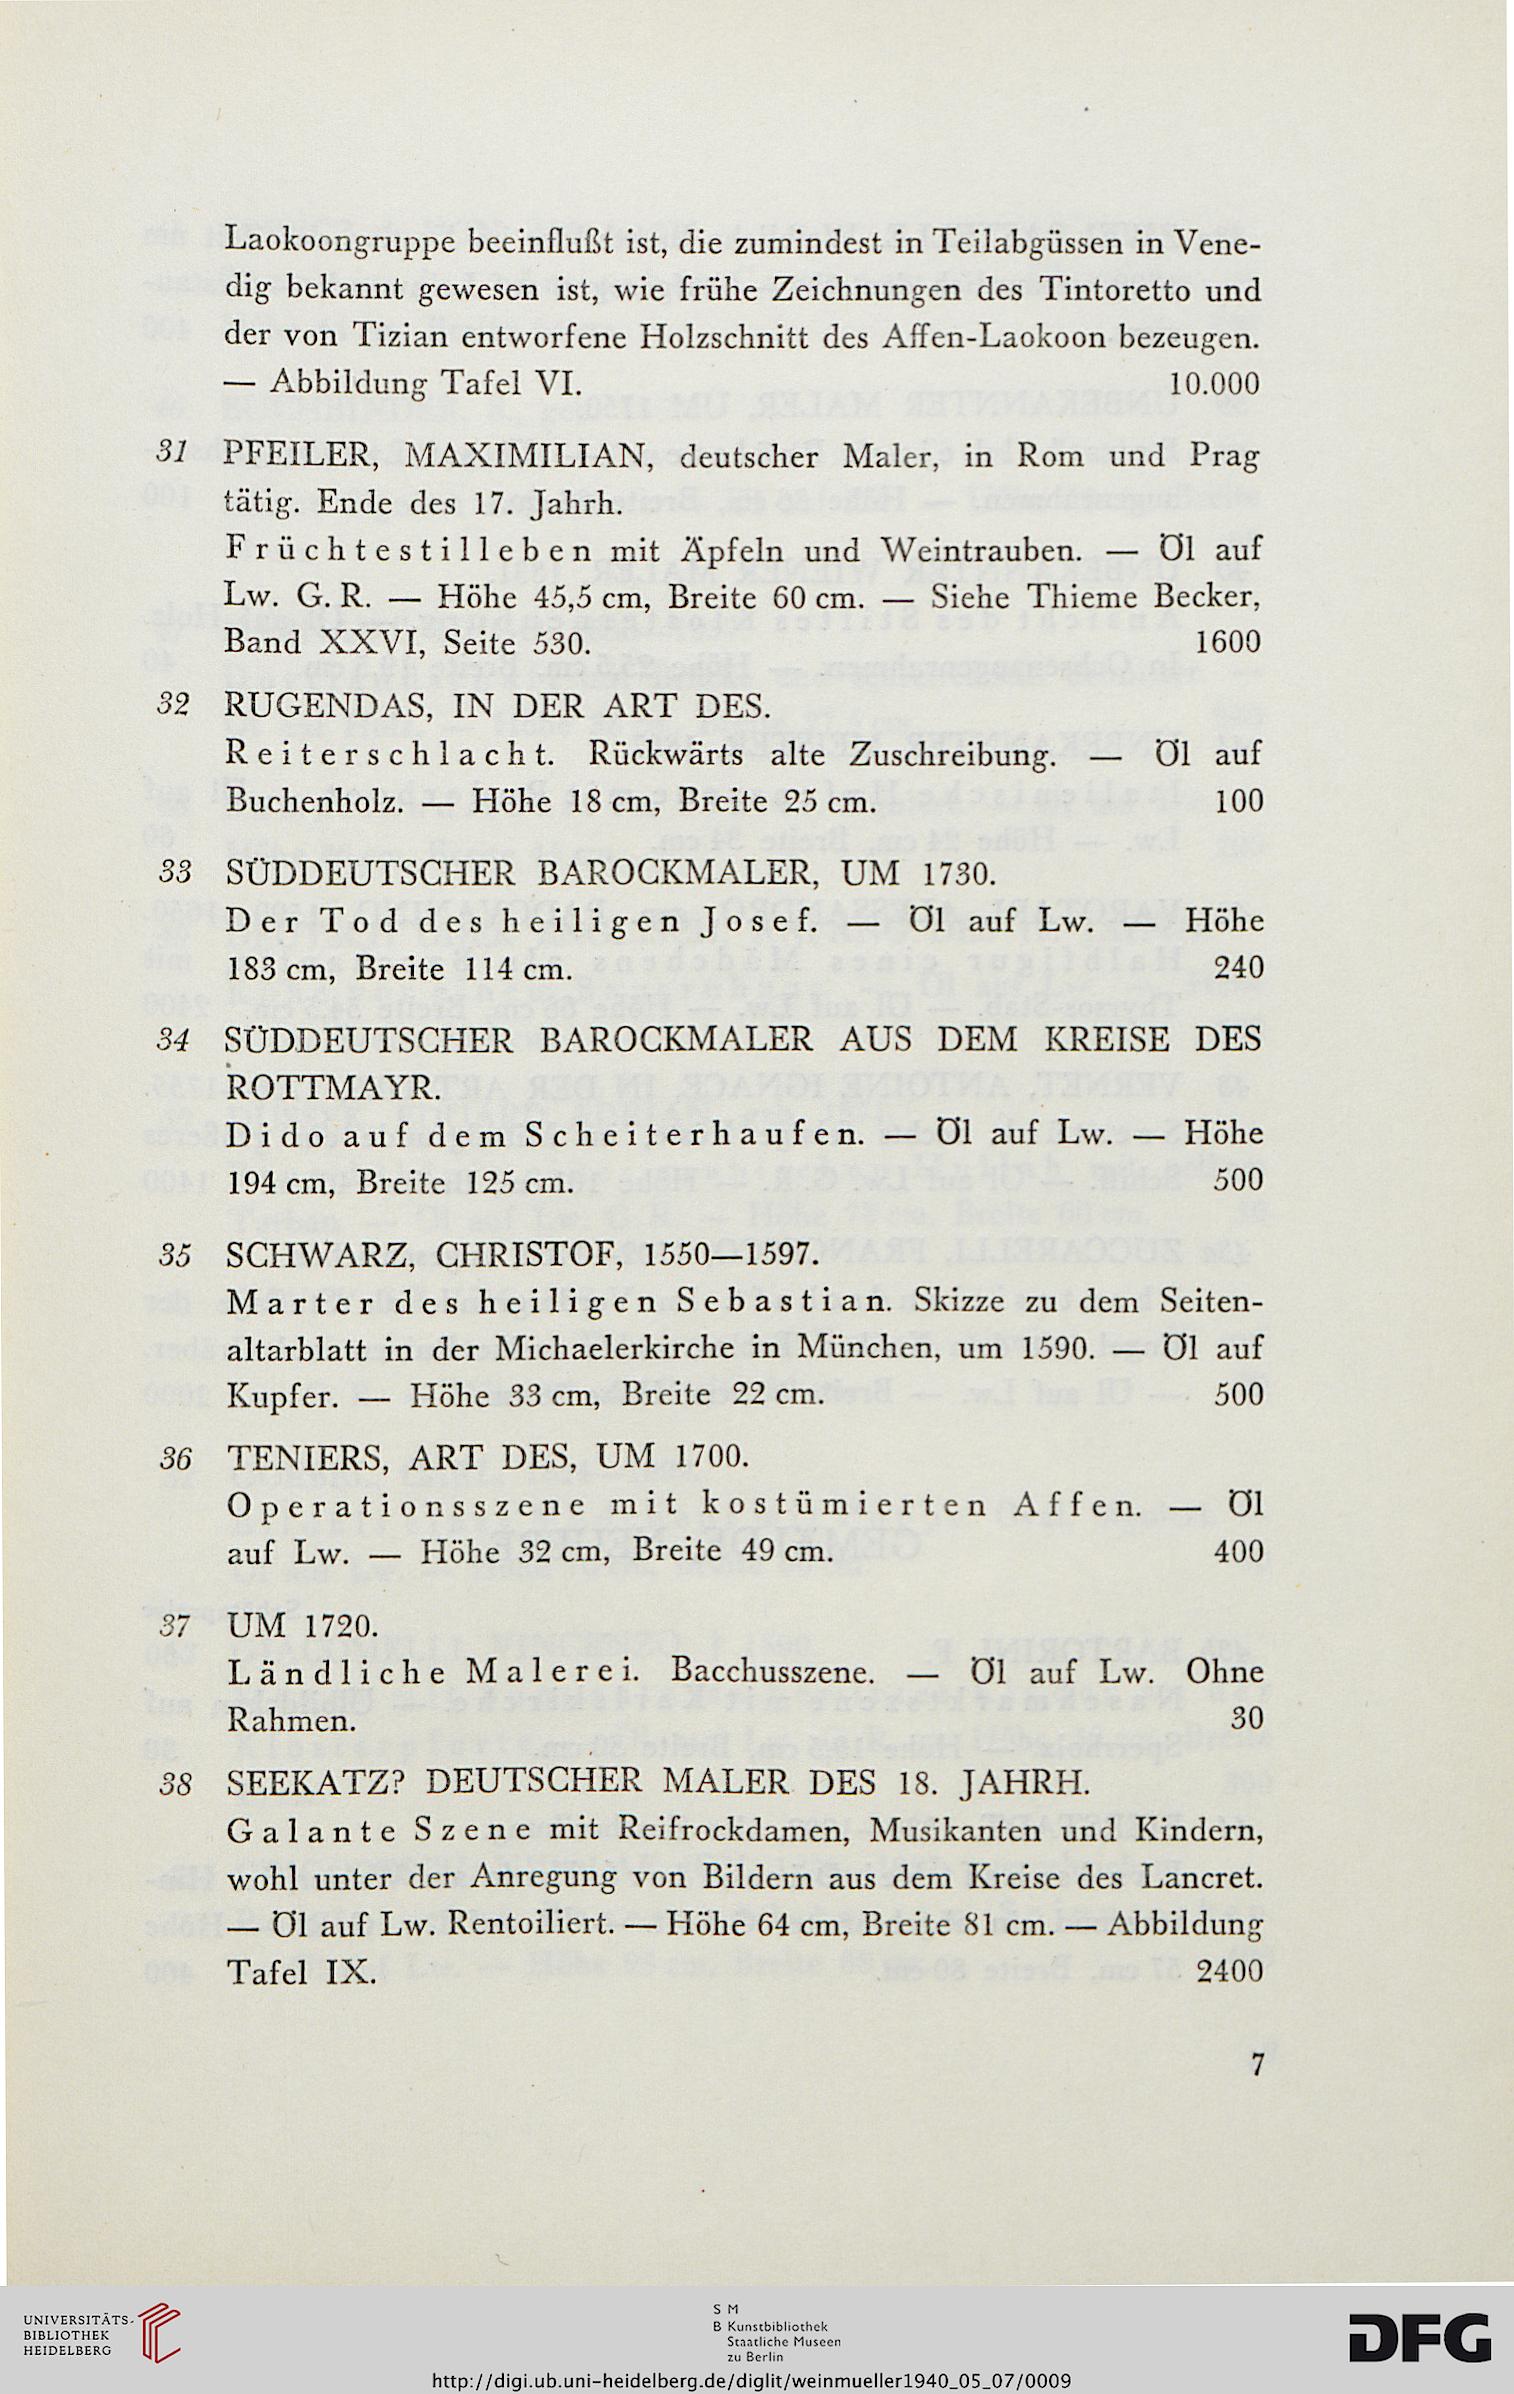 Laokoongruppe beeinflußt ist, die zumindest in Teilabgüssen in Vene-
dig bekannt gewesen ist, wie frühe Zeichnungen des Tintoretto und
der von Tizian entworfene Holzschnitt des Affen-Laokoon bezeugen.
— Abbildung Tafel VI. 10.000
31 PFEILER, MAXIMILIAN, deutscher Maler, in Rom und Prag
tätig. Ende des 17. Jahrh.
Früchtestilleben mit Äpfeln und Weintrauben. — Öl auf
Lw. G. R. — Höhe 45,5 cm, Breite 60 cm. — Siehe Thieme Becker,
Band XXVI, Seite 530. 1600
32 RUGENDAS, IN DER ART DES.
Reiterschlacht. Rückwärts alte Zuschreibung. — Öl auf
Buchenholz. — Höhe 18 cm, Breite 25 cm. 100
33 SÜDDEUTSCHER BAROCKMALER, UM 1730.
Der Tod des heiligen Josef. — Öl auf Lw. — Höhe
183 cm, Breite 114 cm. 240
34 SÜDDEUTSCHER BAROCKMALER AUS DEM KREISE DES
ROTTMAYR.
Dido auf dem Scheiterhaufen. — Öl auf Lw. — Höhe
194 cm, Breite 125 cm. 500
35 SCHWARZ, CHRISTOF, 1550—1597.
Marter des heiligen Sebastian. Skizze zu dem Seiten-
altarblatt in der Michaelerkirche in München, um 1590. — Öl auf
Kupfer. — Höhe 33 cm, Breite 22 cm. 500
36 TENIERS, ART DES, UM 1700.
Operationsszene mit kostümierten Affen. — Öl
auf Lw. — Höhe 32 cm, Breite 49 cm. 400
37 UM 1720.
Ländliche Malerei. Bacchusszene. — Öl auf Lw. Ohne
Rahmen. 30
38 SEEKATZ? DEUTSCHER MALER DES 18. JAHRH.
Galante Szene mit Reifrockdamen, Musikanten und Kindern,
wohl unter der Anregung von Bildern aus dem Kreise des Lancret.
— Öl auf Lw. Rentoiliert. — Höhe 64 cm, Breite 81 cm. — Abbildung
Tafel IX. 2400
7
UNIVERSITÄTS-
BIBLIOTHEK
HEIDELBERG
S M
B Kunstbibliothek
Staatliche Museen
zu Berlin
DFG
http://digi.ub.uni-heidelberg.de/diglit/weinmueller1940_05_07/0009